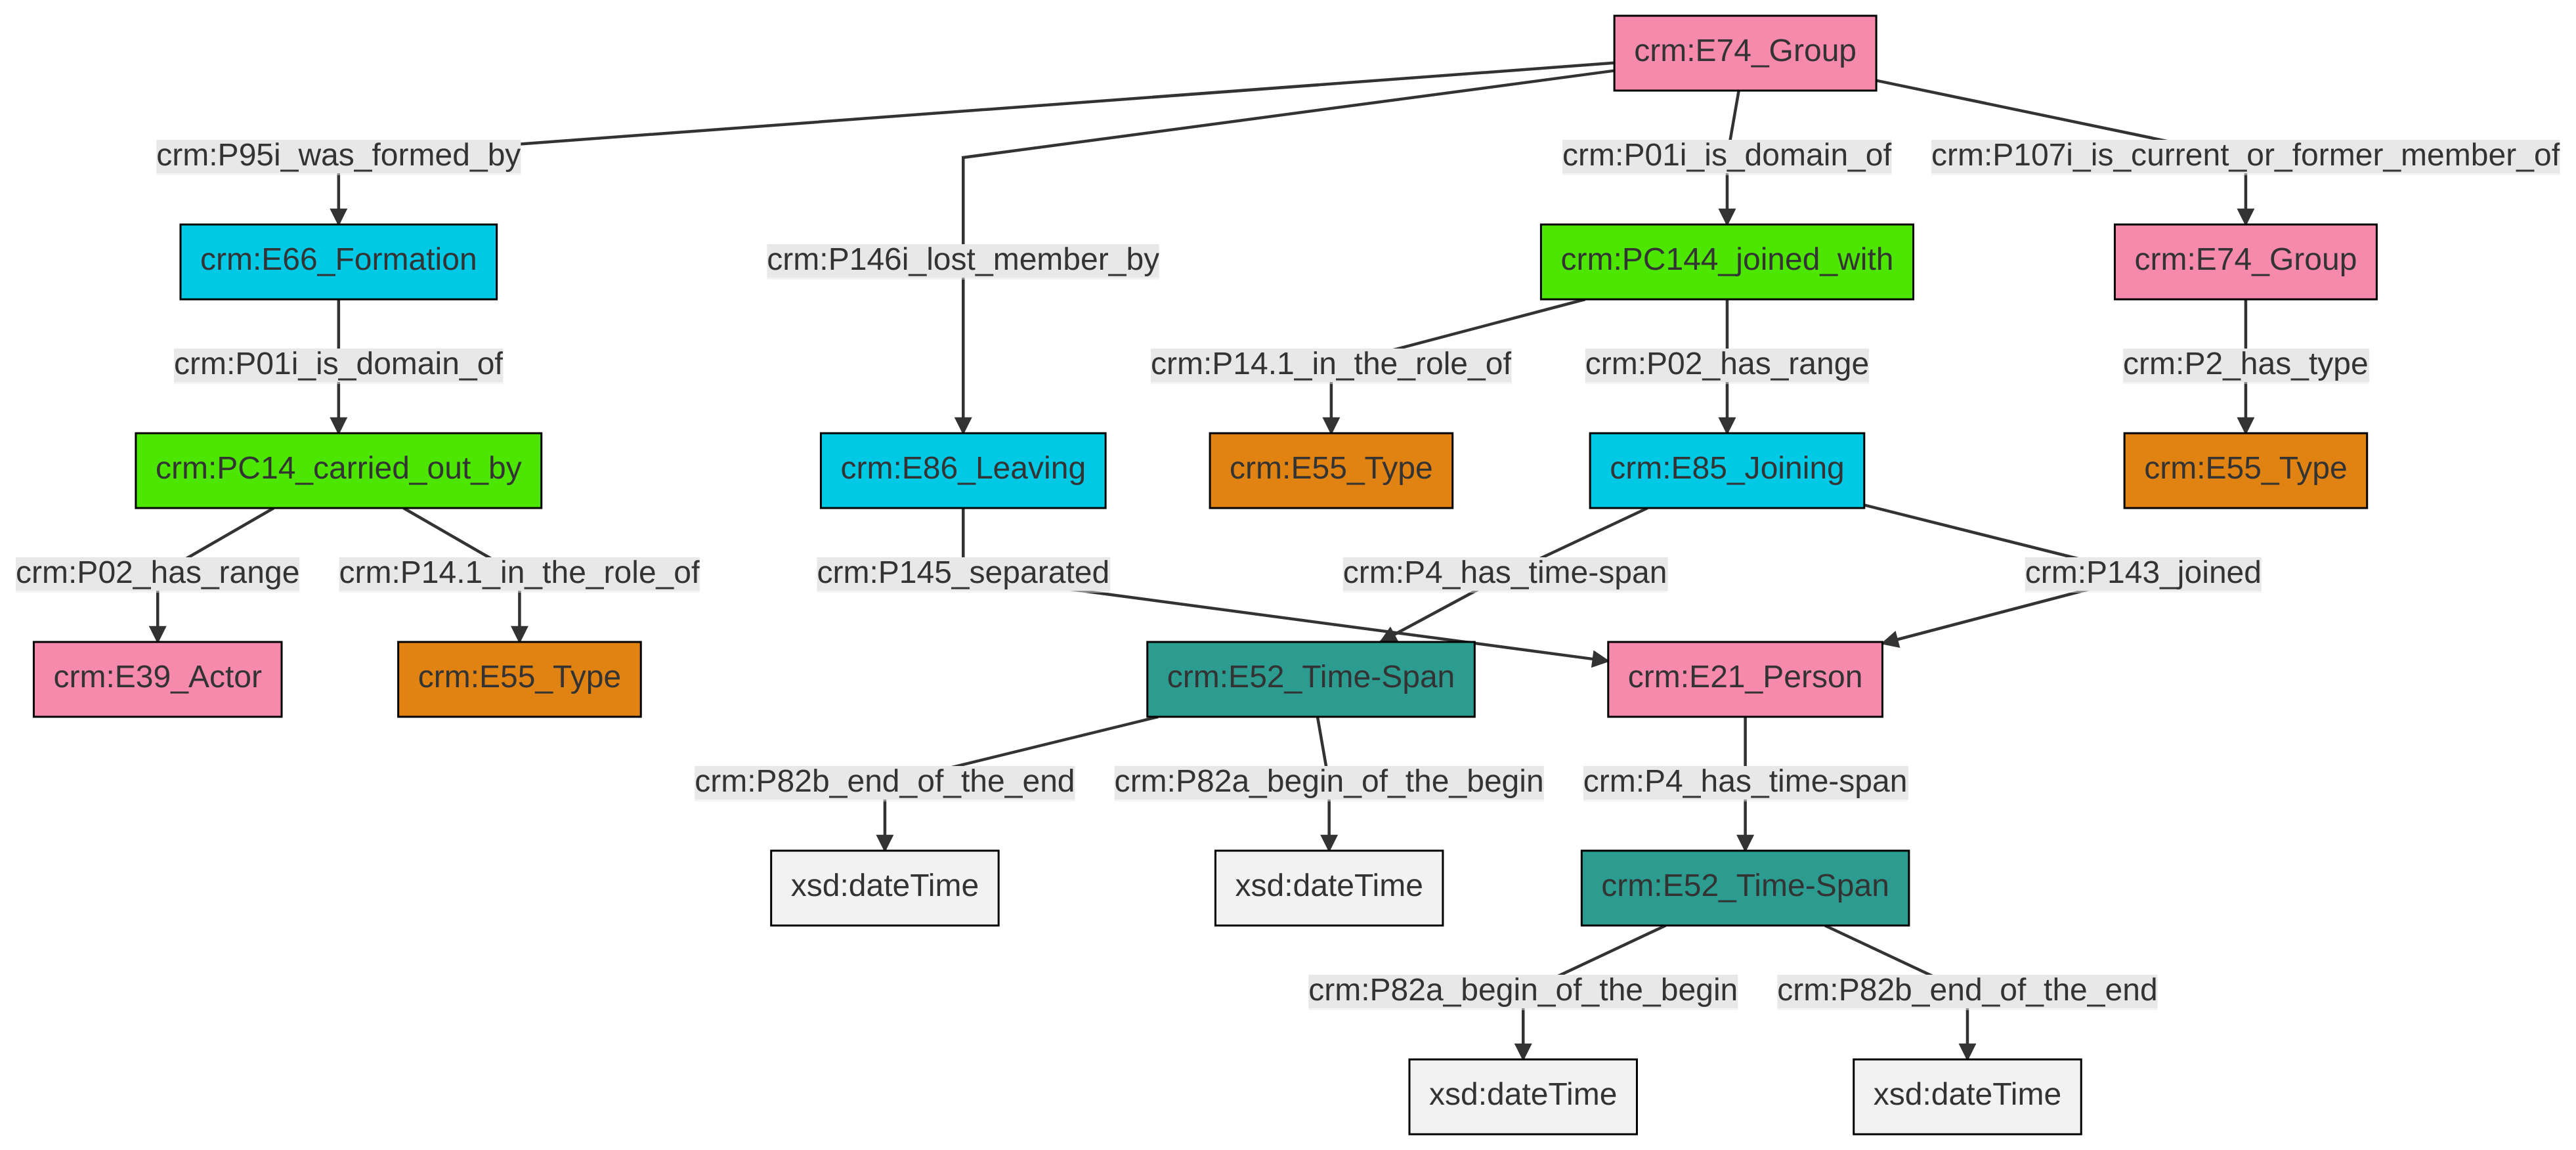 crm:E74_Group
crm:P95i_was_formed_by
crm:P01i_is_domain_of
crm:P107i_is_current_or_former_member_of
crm:E66_Formation
crm:P146i_lost_member_by
crm:PC144_joined_with
crm:E74_Group
crm:P01i_is_domain_of
crm:P14.1_in_the_role_of
crm:P02_has_range
crm:P2_has_type
crm:PC14_carried_out_by
crm:E86_Leaving
crm:E55_Type
crm:E85_Joining
crm:E55_Type
crm:P02_has_range
crm:P14.1_in_the_role_of
crm:P145_separated
crm:P4_has_time-span
crm:P143_joined
crm:E39_Actor
crm:E55_Type
crm:E52_Time-Span
crm:E21_Person
crm:P82b_end_of_the_end
crm:P82a_begin_of_the_begin
crm:P4_has_time-span
xsd:dateTime
xsd:dateTime
crm:E52_Time-Span
crm:P82a_begin_of_the_begin
crm:P82b_end_of_the_end
xsd:dateTime
xsd:dateTime